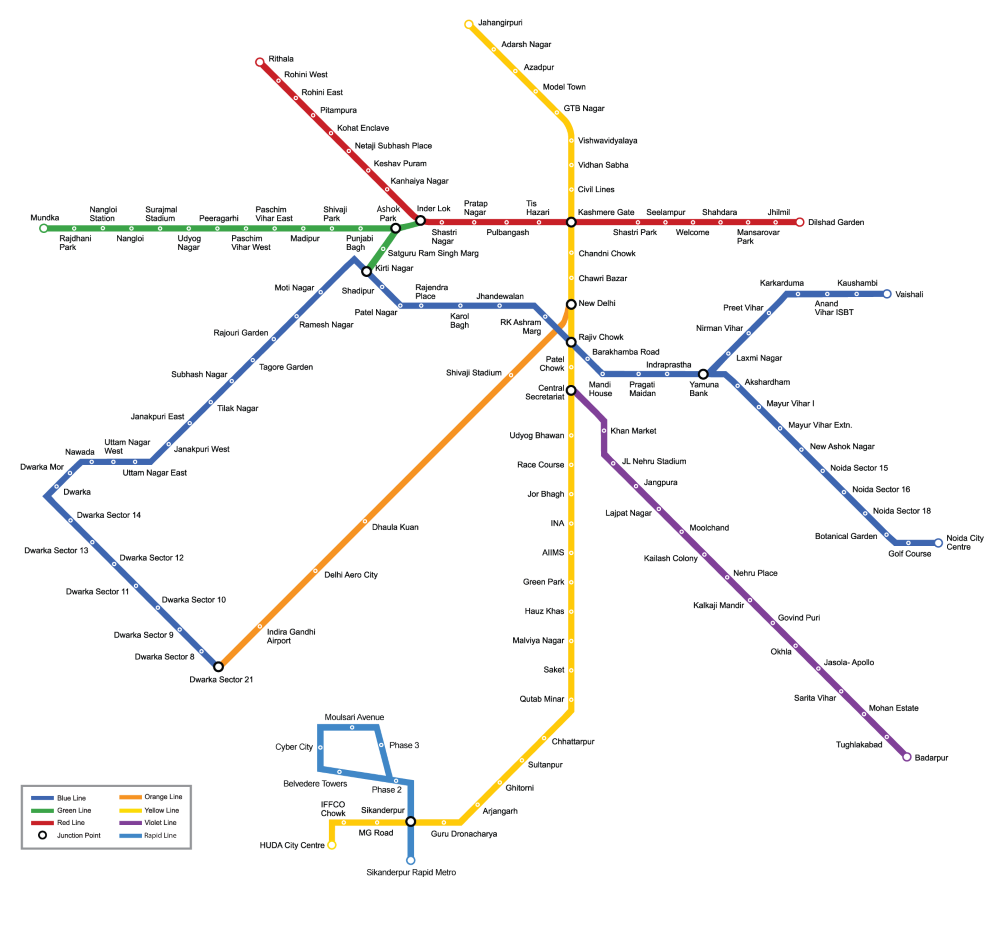 Jahangirpuri
Adarsh Nagar
Azadpur
Model Town
GTB Nagar
Vishwavidyalaya
Vidhan Sabha
Civil Lines
Rithala
Rohini West
Rohini East
Pitampura
Kohat Enclave
Netaji Subhash Place
Keshav Puram
Kanhaiya Nagar
Inder Lok
Shastri
Nagar
Pratap
Nagar
Pulbangash
Tis
Hazari
Kashmere Gate
Shastri Park
Seelampur
Welcome
Shahdara
Mansarovar
Park
Jhilmil
Dilshad Garden
Mundka
Rajdhani
Park
Nangloi
Station
Nangloi
Surajmal
Stadium
Udyog
Nagar
Peeragarhi
Paschim
Vihar West
Paschim
Vihar East
Madipur
Shivaji
Park
Punjabi
Bagh
Ashok
Park
Satguru Ram Singh Marg
Kirti Nagar
Chandni Chowk
Chawri Bazar
New Delhi
Rajiv Chowk
Patel
Chowk
Central
Secretariat
Udyog Bhawan
Race Course
Jor Bhagh
INA
AIIMS
Green Park
Hauz Khas
Malviya Nagar
Saket
Qutab Minar
Chhattarpur
Sultanpur
Ghitorni
Arjangarh
Guru Dronacharya
Sikanderpur
MG Road
IFFCO
Chowk
HUDA City Centre
Shadipur
Patel Nagar
Rajendra
Place
Karol
Bagh
Jhandewalan
RK Ashram
Marg
Barakhamba Road
Mandi
House
Pragati
Maidan
Indraprastha
Yamuna
Bank
Laxmi Nagar
Nirman Vihar
Preet Vihar
Karkarduma
Anand
Vihar ISBT
Kaushambi
Vaishali
Akshardham
Mayur Vihar I
Mayur Vihar Extn.
New Ashok Nagar
Noida Sector 15
Noida Sector 16
Noida Sector 18
Botanical Garden
Golf Course
Noida City
Centre
Moti Nagar
Ramesh Nagar
Rajouri Garden
Tagore Garden
Subhash Nagar
Tilak Nagar
Janakpuri East
Janakpuri West
Uttam Nagar East
Uttam Nagar
West
Nawada
Dwarka Mor
Dwarka
Dwarka Sector 14
Dwarka Sector 13
Dwarka Sector 12
Dwarka Sector 11
Dwarka Sector 10
Dwarka Sector 9
Dwarka Sector 8
Dwarka Sector 21
Shivaji Stadium
Dhaula Kuan
Delhi Aero City
Indira Gandhi
Airport
Khan Market
JL Nehru Stadium
Jangpura
Lajpat Nagar
Moolchand
Kailash Colony
Nehru Place
Kalkaji Mandir
Govind Puri
Okhla
Jasola- Apollo
Sarita Vihar
Mohan Estate
Tughlakabad
Badarpur
Moulsari Avenue
Cyber City
Phase 3
Belvedere Towers
Phase 2
Sikanderpur Rapid Metro
Blue Line
Green Line
Red Line
Junction Point
Orange Line
Yellow Line
Violet Line
Rapid Line